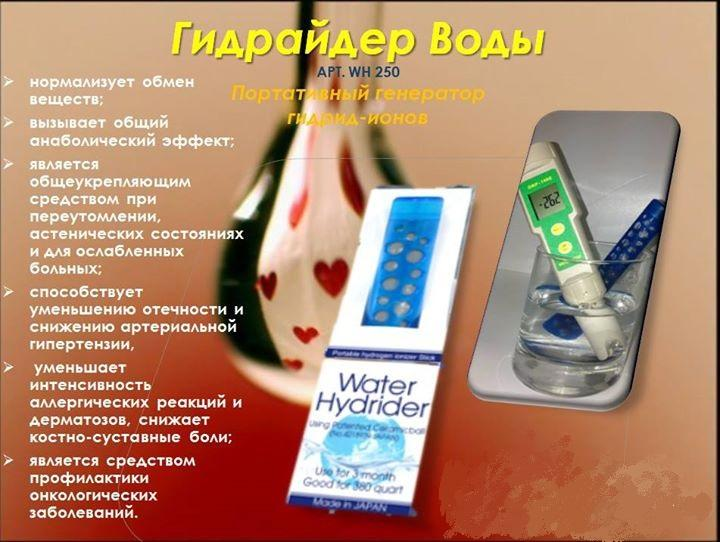 Гидрайдер Воды
АРТ. WH 250
Портативный генератор
гидрид-ионов
нормализует обмен
веществ;
вызывает общий
анаболический эффект;
является
общеукрепляющим
средством при
переутомлении,
астенических состояниях
и для ослабленных
больных;
способствует
уменьшению отечности и
снижению артериальной
гипертензии,
уменьшает
интенсивность
аллергических реакций и
дерматозов, снижает
костно-суставные боли;
является средством
профилактики
онкологических
заболеваний.
Portable hydrogen ionizer Stick
Water
Hydrider
Using Patented Ceramicball
Use for 3 month
Good for 380 quart
Made in JAPAN
-262